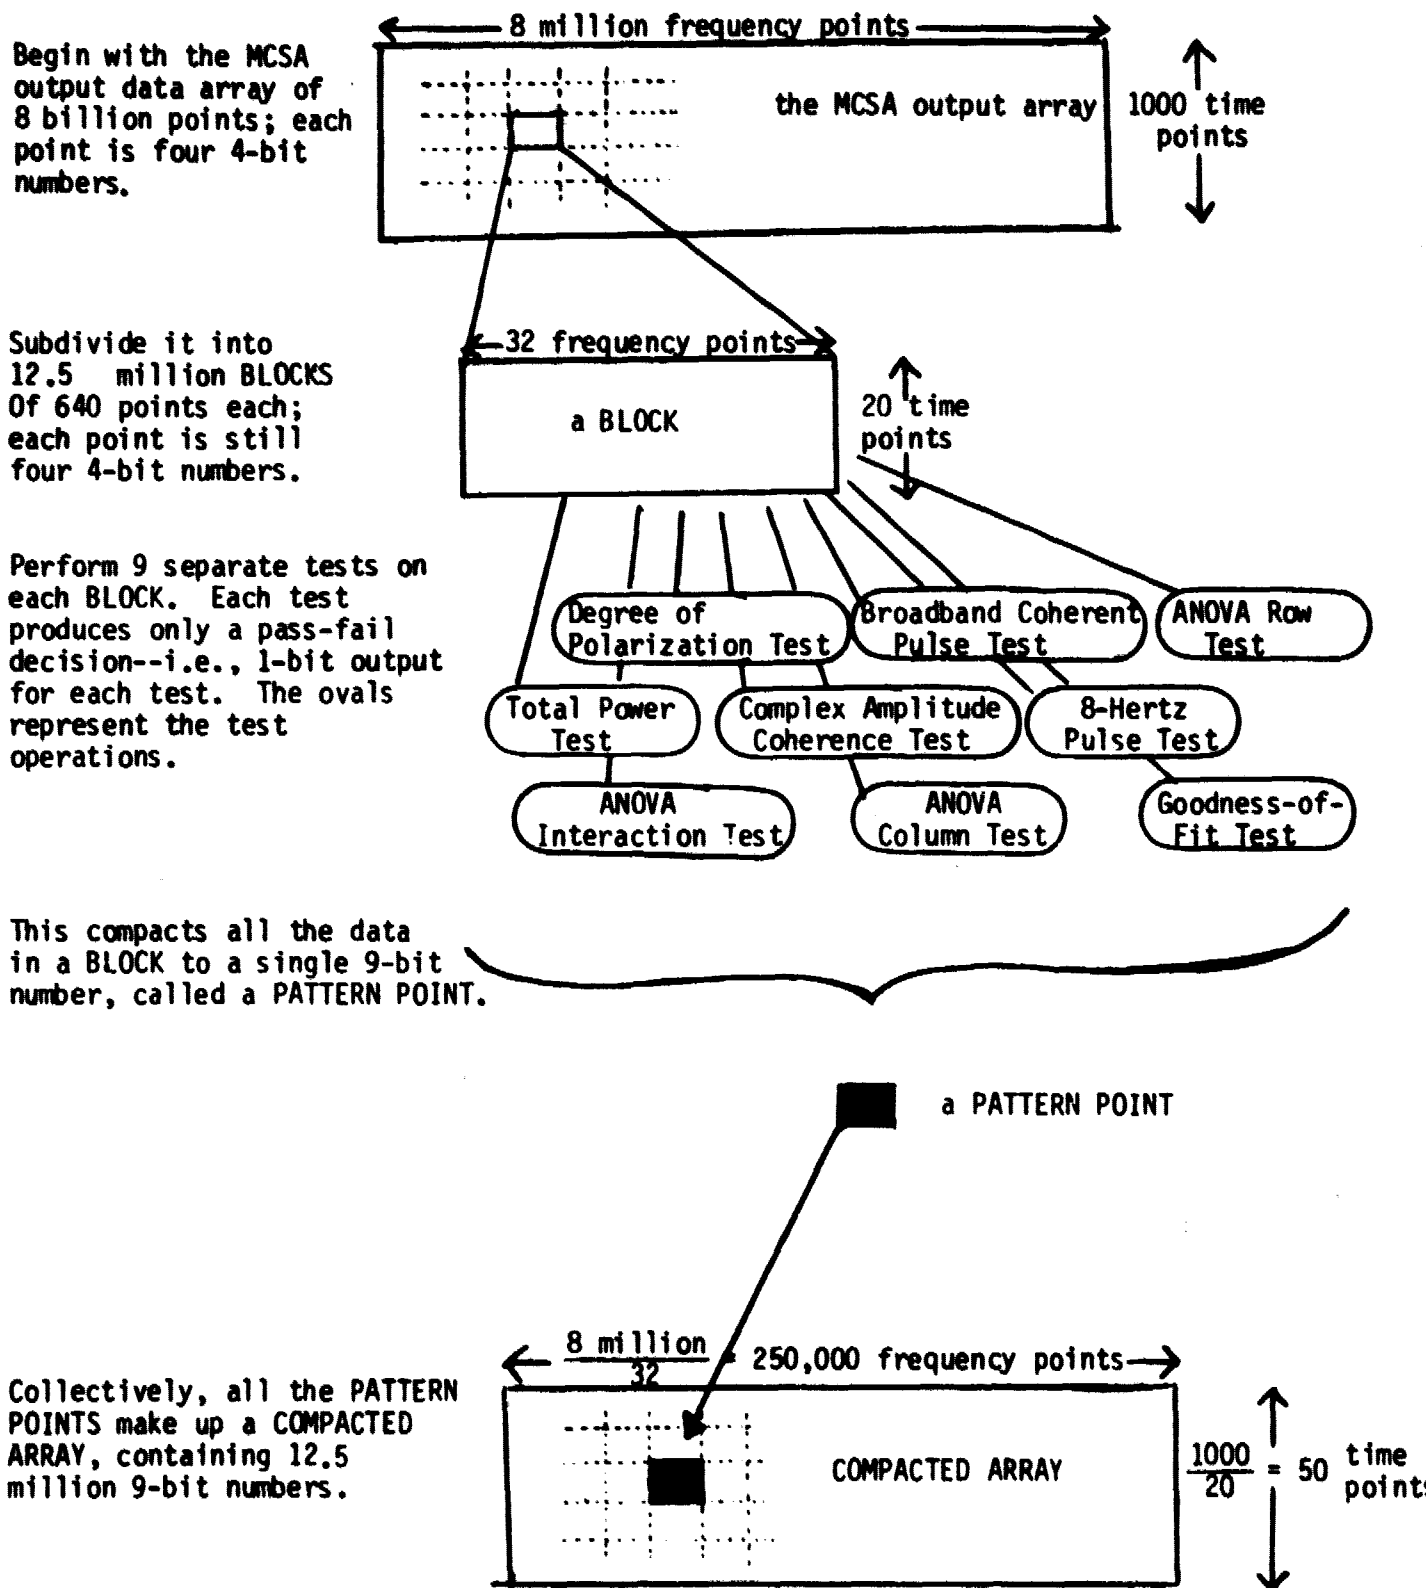 8 million frequency points
Begin with the MCSA
output data array of
8 billion points; each
point is four 4-bit
numbers.
the MCSA output array
1000 time
points
Subdivide it into
12.5 million BLOCKS
Of 640 points each;
each point is still
four 4-bit numbers.
32 frequency points
a BLOCK
20 time
points
Perform 9 separate tests on
each BLOCK. Each test
produces only a pass-fail
decision--i.e., 1-bit output
for each test. The ovals
represent the test
operations.
Degree of
Polarization Test
Broadband Coherent
Pulse Test
ANOVA Row
Test
Total Power
Test
Complex Amplitude
Coherence Test
8-Hertz
Pulse Test
ANOVA
Interaction Test
ANOVA
Column Test
Goodness-of-
Fit Test
This compacts all the data
in a BLOCK to a single 9-bit
number, called a PATTERN POINT.
a PATTERN POINT
8 million
32
= 250,000 frequency points
Collectively, all the PATTERN
POINTS make up a COMPACTED
ARRAY, containing 12.5
million 9-bit numbers.
COMPACTED ARRAY
1000
20
= 50 time
points